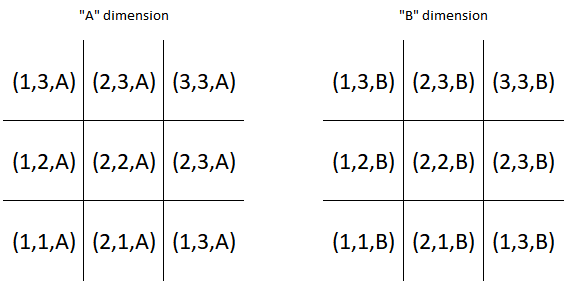 "A" dimension "B" dimension
(1,3,A) (2,3,A) (3,3,A) (1,3,B) (2,3,B) (3,3,B)
(1,2,A) (2,2,A) (2,3,A) (1,2,B) (2,2,B) (2,3,B)
(1,1,A) (2,1,A) (1,3,A) (1,1,B) (2,1,B) (1,3,B)